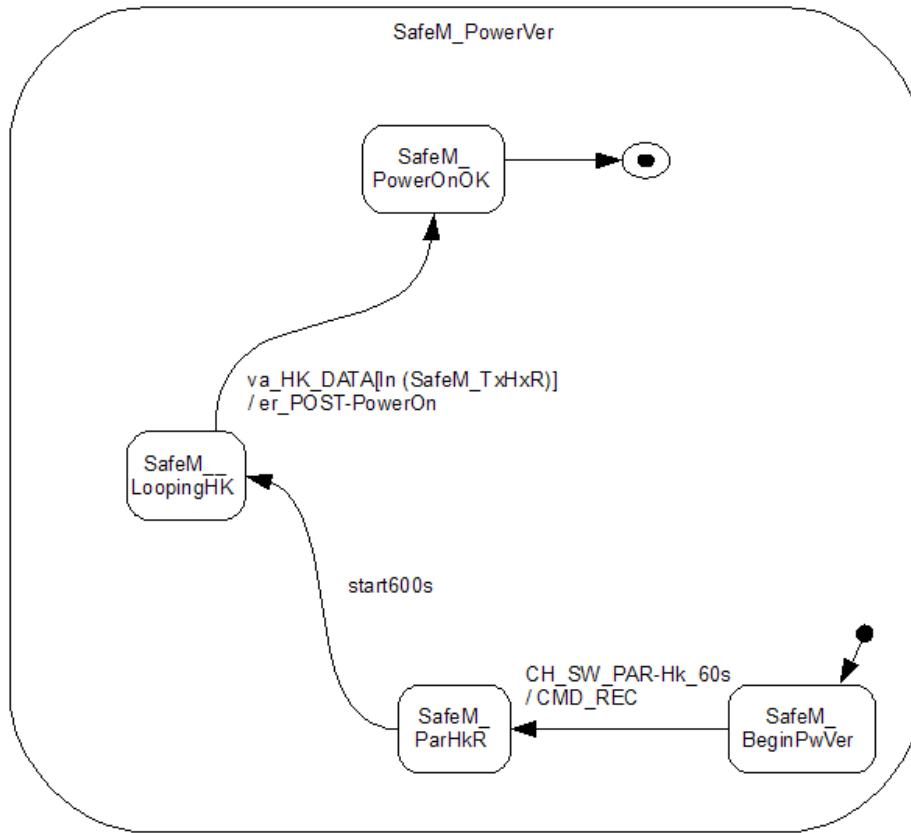 SafeM_PowerVer
SafeM_
PowerOnOK
va_HK_DATA[In (SafeM_TxHxR)]
/ er_POST-PowerOn
SafeM__
LoopingHK
start600s
CH_SW_PAR-Hk_60s
/ CMD_REC
SafeM_
ParHkR
SafeM_
BeginPwVer